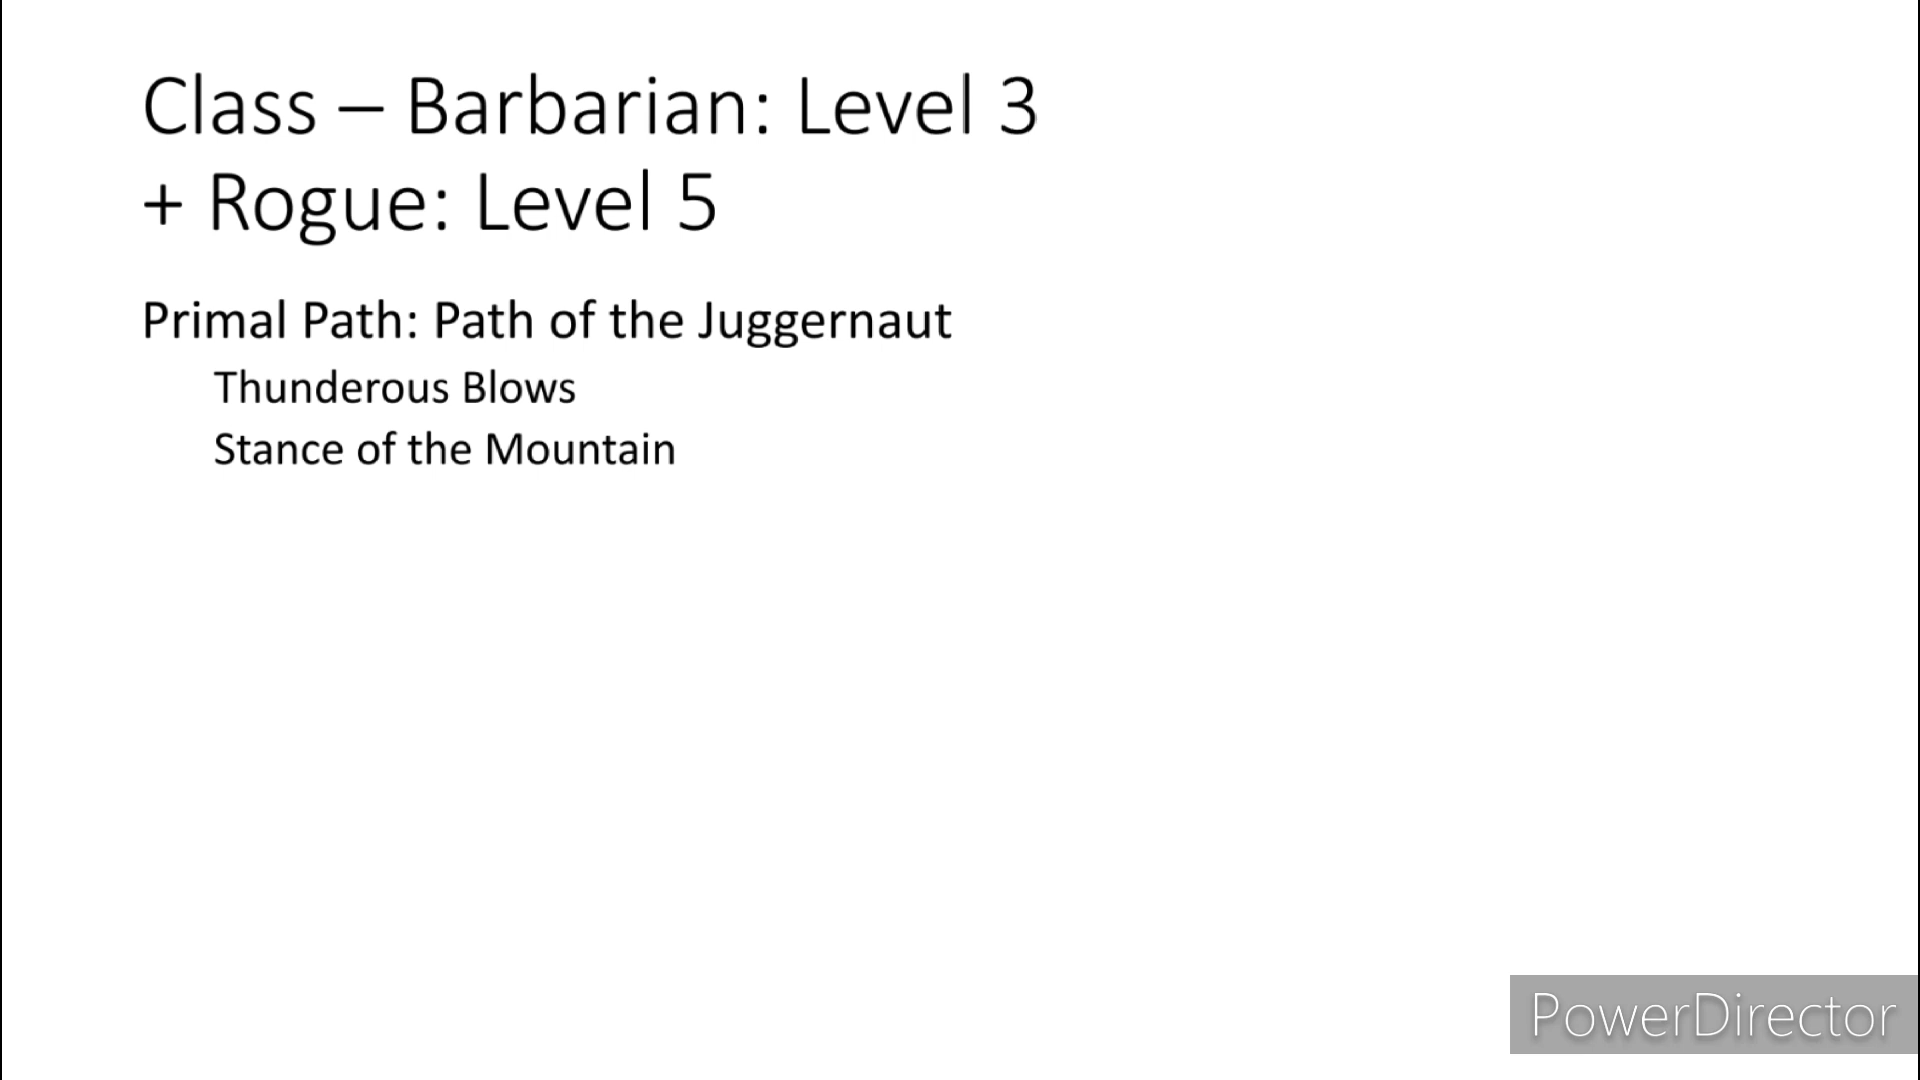 Class – Barbarian: Level 3
+ Rogue: Level 5
Primal Path: Path of the Juggernaut
Thunderous Blows
Stance of the Mountain
PowerDirector